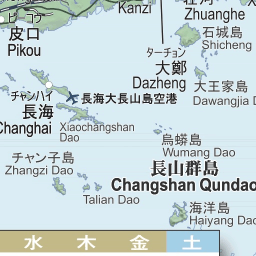 ピーコウ
皮口
Pikou
Kanzi
Zhuanghe
石城島
Shicheng
ターチョン
大鄭
Dazheng
大王家島
Dawangjia Da
チャンハイ
長海
Changhai
長海大長山島空港
Xiaochangshan
Dao
烏蟒島
Wumang Dao
チャン子島
Zhangzi Dao
長山群島
Changshan Qundao
Talian Dao
海洋島
Haiyang Dao
水 木 金 土